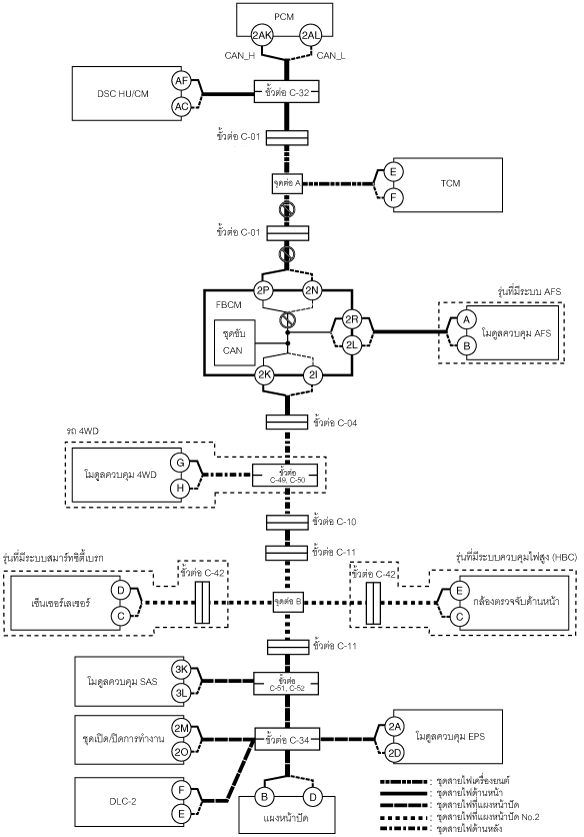 PCM
2AK
2AL
CAN_H
CAN_L
DSC HU/CM
AF
AC
ขั้วต่อ C-32
ขั้วต่อ C-01
จุดต่อ A
E
F
TCM
ขั้วต่อ C-01
FBCM
2P
2N
ชุดขับ
CAN
2R
2L
2K
2I
รุ่นที่มีระบบ AFS
A
B
โมดูลควบคุม AFS
ขั้วต่อ C-04
รถ 4WD
โมดูลควบคุม 4WD
G
H
ขั้วต่อ
C-49, C-50
ขั้วต่อ C-10
ขั้วต่อ C-11
รุ่นที่มีระบบสมาร์ทซิตี้เบรก
เซ็นเซอร์เลเซอร์
D
C
ขั้วต่อ C-42
จุดต่อ B
รุ่นที่มีระบบควบคุมไฟสูง (HBC)
ขั้วต่อ C-42
E
C
กล้องตรวจจับด้านหน้า
ขั้วต่อ C-11
โมดูลควบคุม SAS
3K
3L
ขั้วต่อ
C-51, C-52
ชุดเปิด/ปิดการทำงาน
2M
2O
ขั้วต่อ C-34
2A
2D
โมดูลควบคุม EPS
DLC-2
F
E
B
D
แผงหน้าปัด
: ชุดสายไฟเครื่องยนต์
: ชุดสายไฟด้านหน้า
: ชุดสายไฟที่แผงหน้าปัด
: ชุดสายไฟที่แผงหน้าปัด No.2
: ชุดสายไฟด้านหลัง